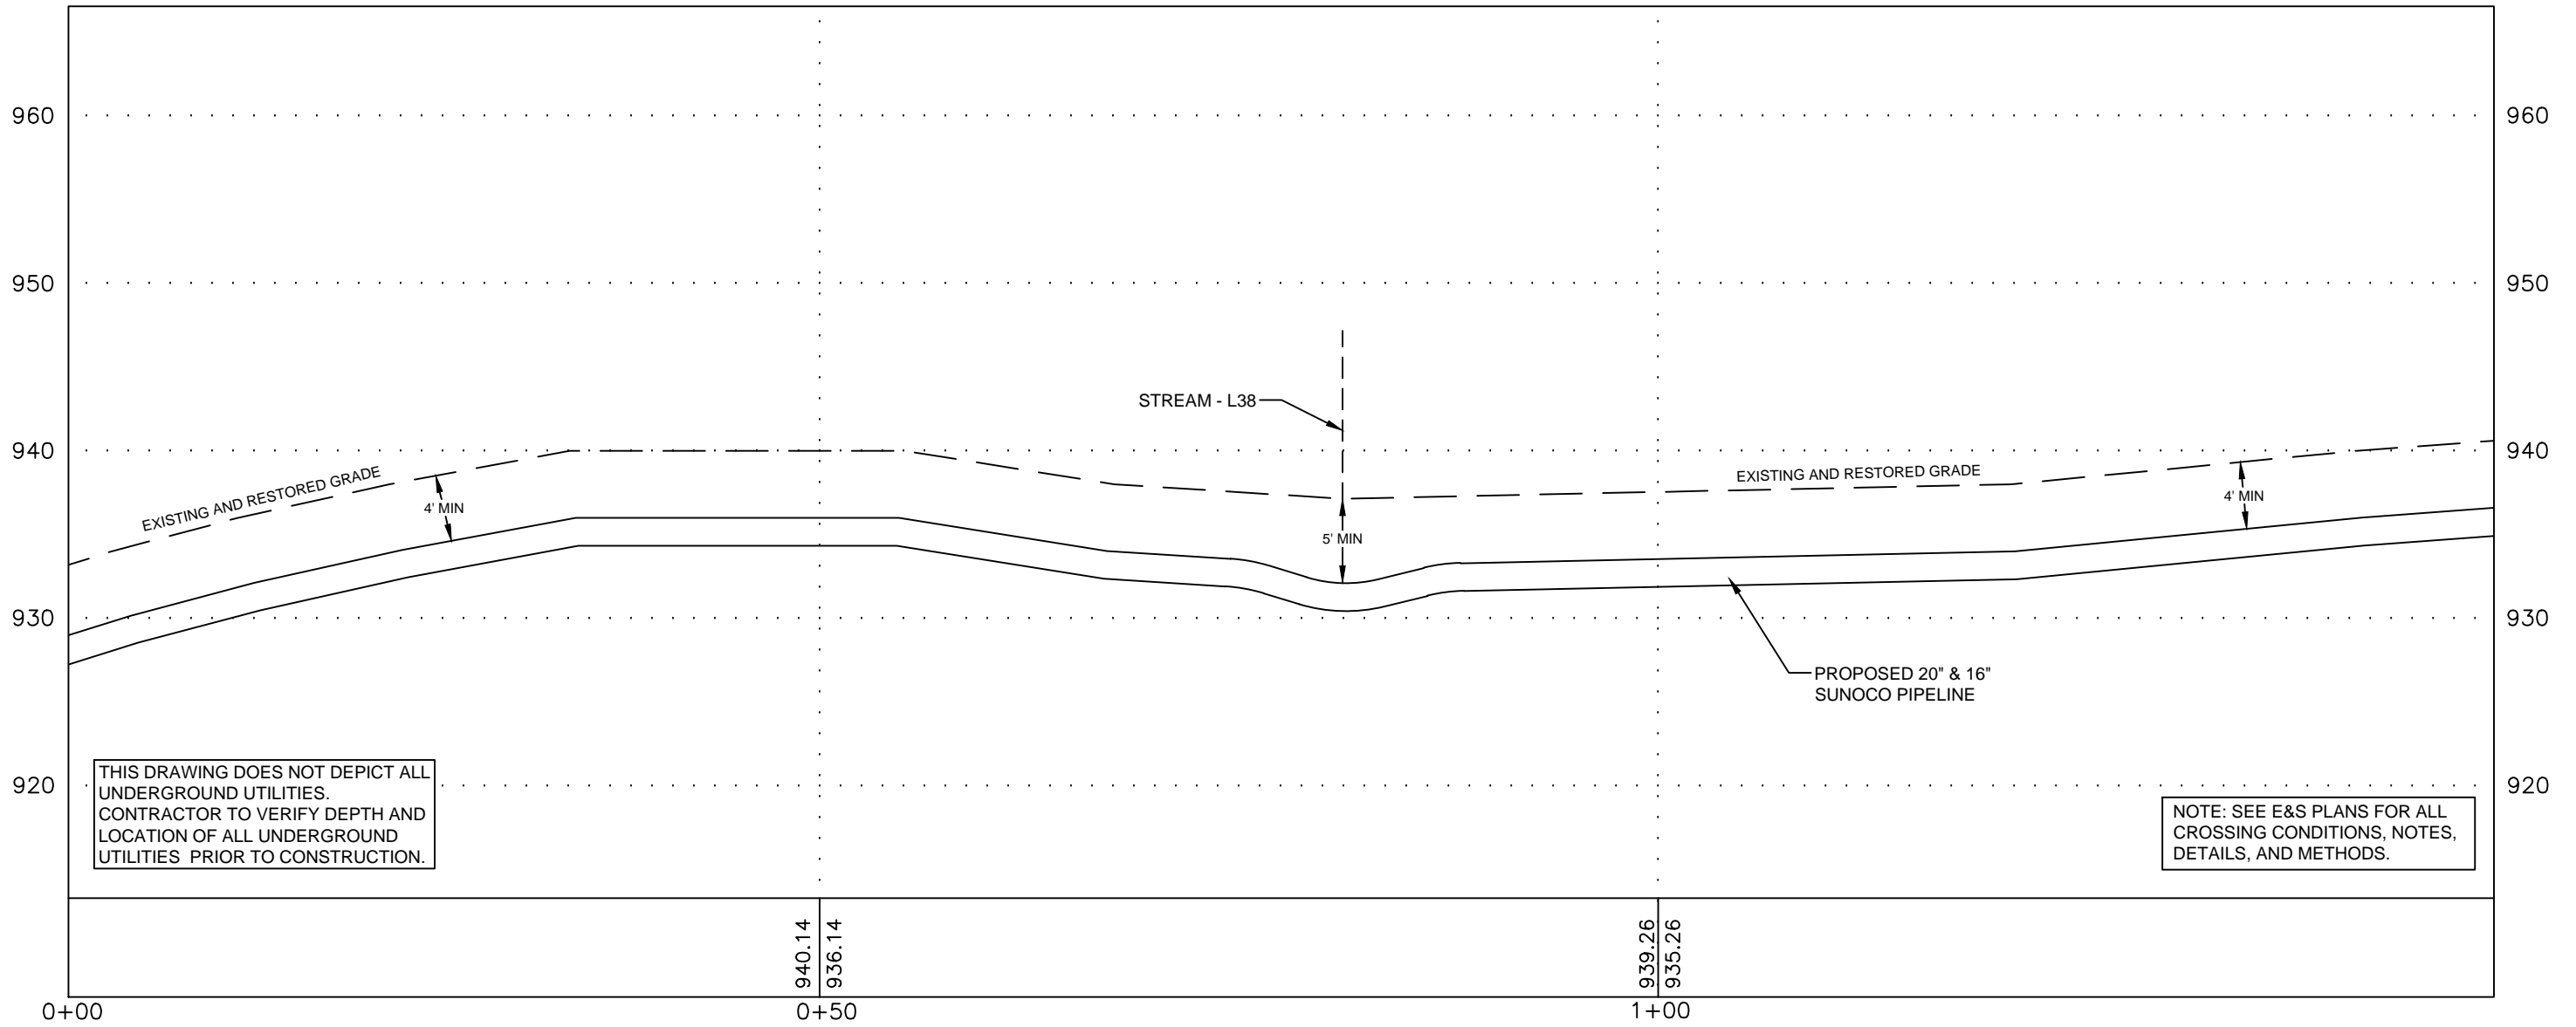 960
960
950
950
STREAM - L38
940
940
EXISTING AND RESTORED GRADE
EXISTING AND RESTORED GRADE
4' MIN
4' MIN
5' MIN
930
930
PROPOSED 20" & 16"
SUNOCO PIPELINE
THIS DRAWING DOES NOT DEPICT ALL
UNDERGROUND UTILITIES.
CONTRACTOR TO VERIFY DEPTH AND
LOCATION OF ALL UNDERGROUND
UTILITIES PRIOR TO CONSTRUCTION.
920
920
NOTE: SEE E&S PLANS FOR ALL
CROSSING CONDITIONS, NOTES,
DETAILS, AND METHODS.
940.14
936.14
939.26
935.26
0+00
0+50
1+00